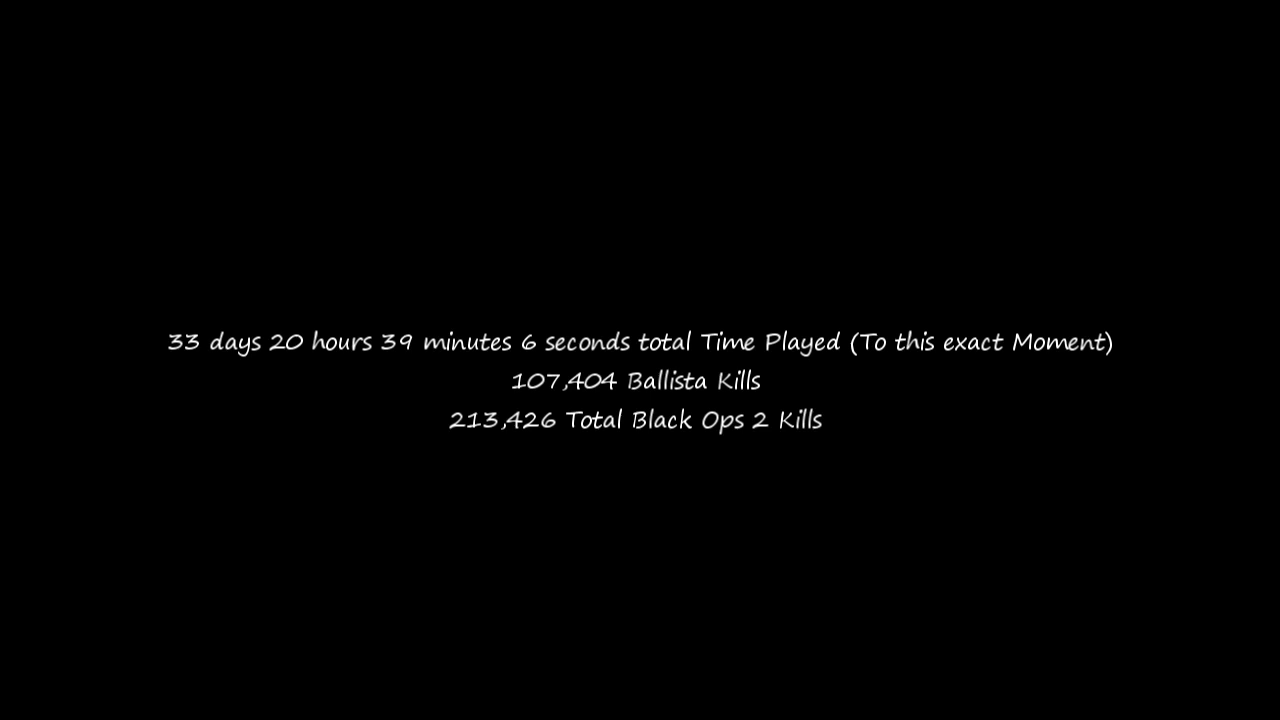 33 days 20 hours 39 minutes 6 seconds total Time Played (To this exact Moment)
107,404 Ballista Kills
213,426 Total Black Ops 2 Kills